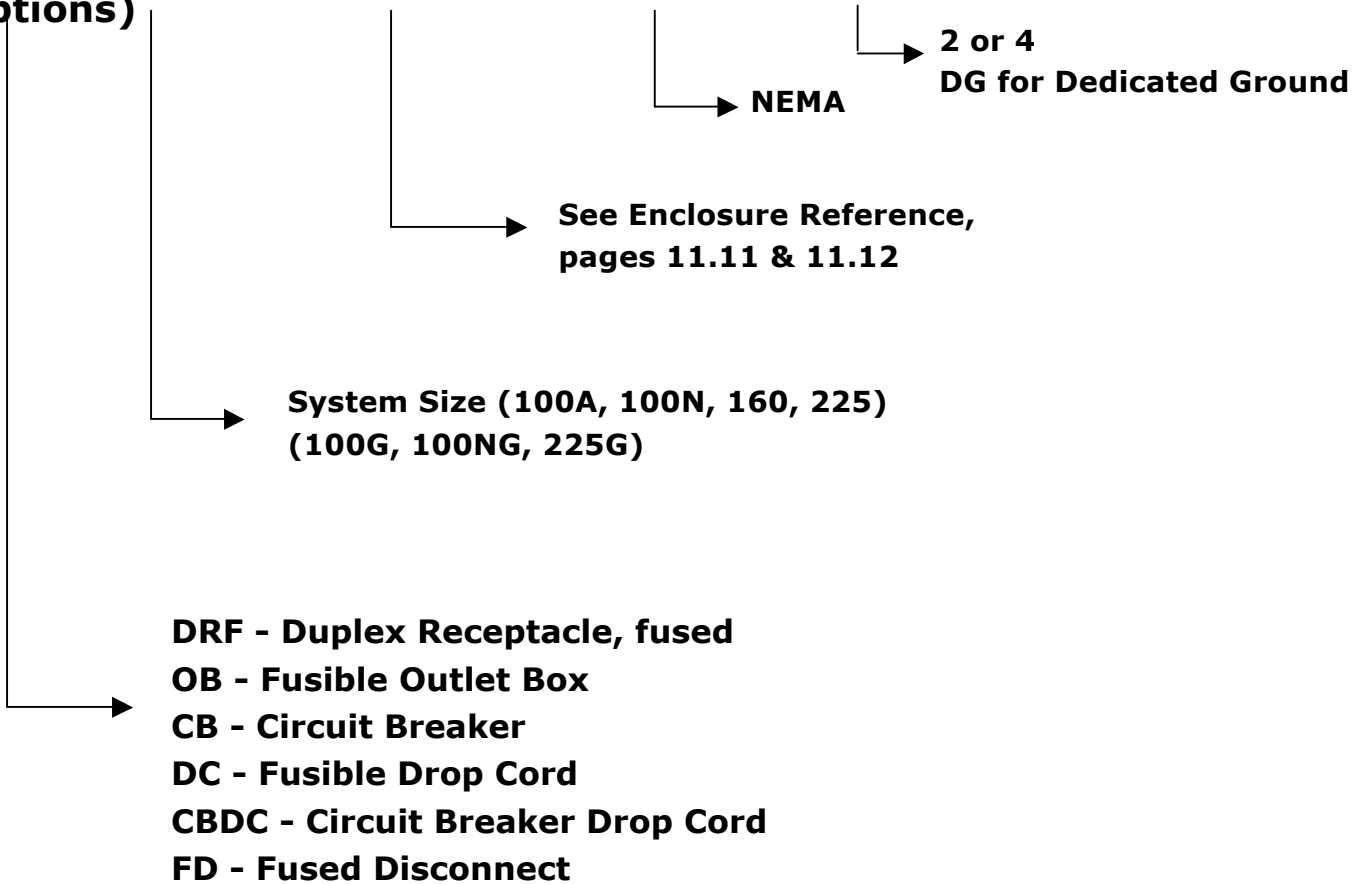 ptions)
2 or 4
DG for Dedicated Ground
NEMA
See Enclosure Reference,
pages 11.11 & 11.12
System Size (100A, 100N, 160, 225)
(100G, 100NG, 225G)
DRF - Duplex Receptacle, fused
OB - Fusible Outlet Box
CB - Circuit Breaker
DC - Fusible Drop Cord
CBDC - Circuit Breaker Drop Cord
FD - Fused Disconnect